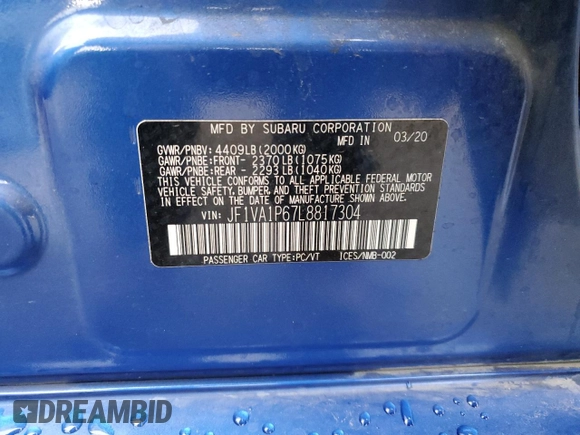 MFD BY SUBARU CORPORATION
GVWR/PNBV: 4409LB(2000KG) MFD IN 03/20
GAWR/PNBE:FRONT- 2370LB(1075KG)
GAWR/PNBE:REAR - 2293LB(1040KG)
THIS VEHICLE CONFORMS TO ALL APPLICABLE FEDERAL MOTOR
VEHICLE SAFETY, BUMPER, AND THEFT PREVENTION STANDARDS
IN EFFECT ON THE DATE OF MANUFACTURE SHOWN ABOVE.
VIN: JF1VA1P67L8817304
PASSENGER CAR TYPE:PC/VT ICES/NMB-002
DREAMBID